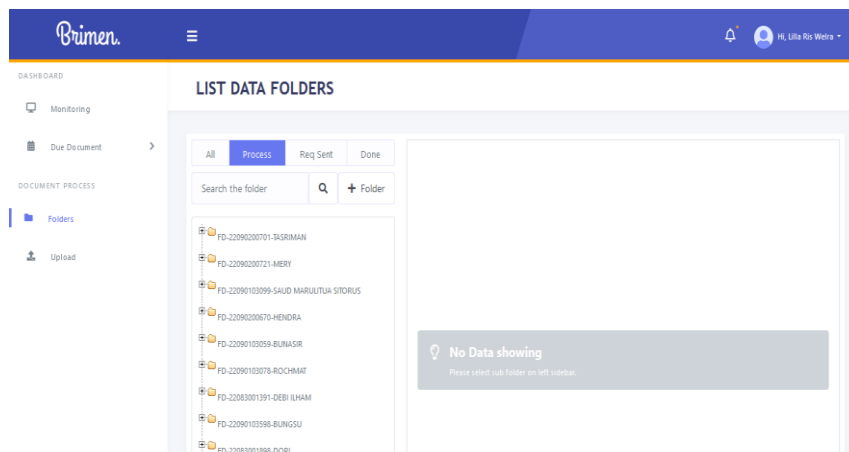 Brimen.
Hi, Lilla Ris Welra
DASHBOARD
Monitoring
Due Document
DOCUMENT PROCESS
Folders
Upload
LIST DATA FOLDERS
All Process Req Sent Done
Search the folder + Folder
FD-22090200701-TASRIMAN
FD-22090200721-MERY
FD-22090103099-SAUD MARULITUA SITORUS
FD-22090200670-HENDRA
FD-22090103059-BUNASIR
FD-22090103078-ROCHMAT
FD-22083001391-DEBI ILHAM
FD-22090103598-BUNGSU
FD-22083001898-DORI
No Data showing
Please select sub folder on left sidebar.